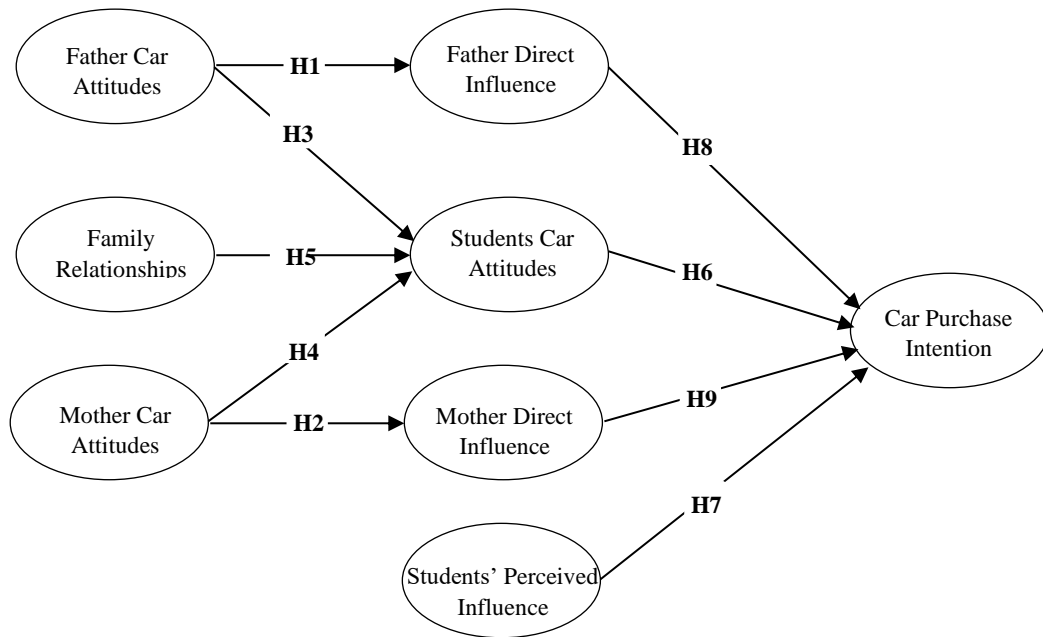 Father Car
Attitudes
H1
Father Direct
Influence
H3
H8
Family
Relationships
H5
Students Car
Attitudes
H6
Car Purchase
Intention
H4
Mother Car
Attitudes
H2
Mother Direct
Influence
H9
H7
Students’ Perceived
Influence